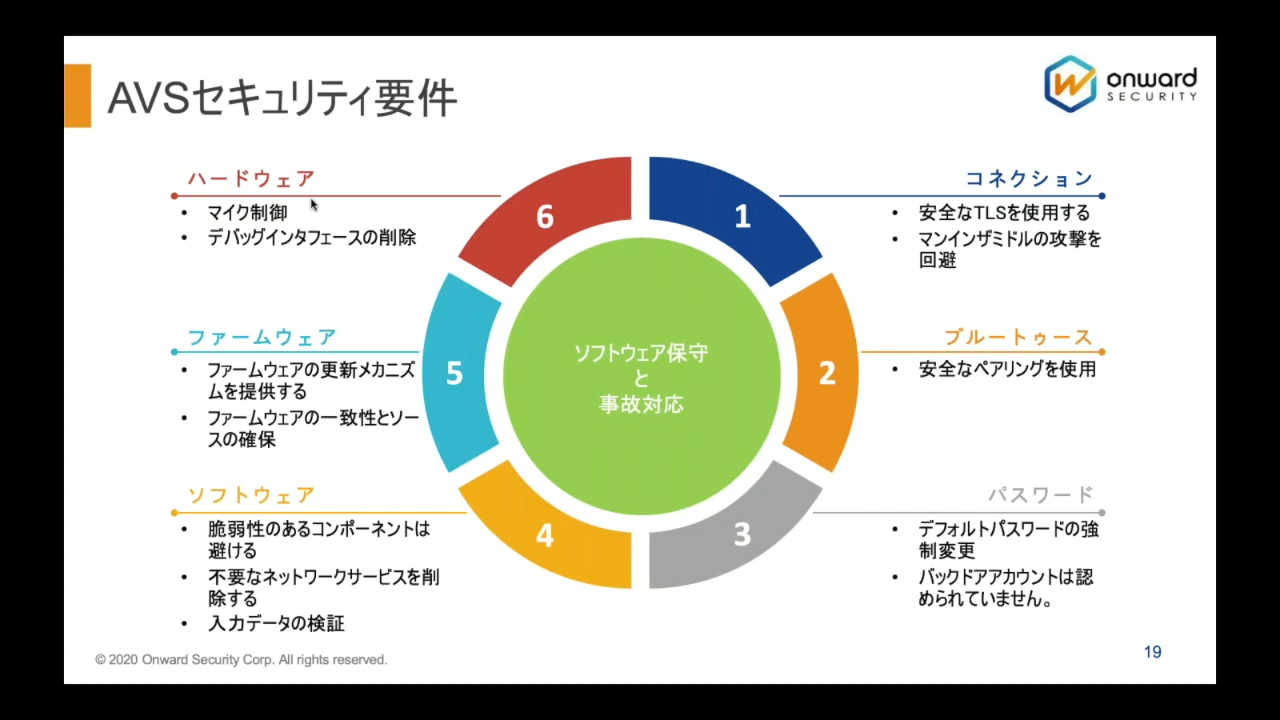 AVSセキュリティ要件
onward
SECURITY
ハードウェア
• マイク制御
• デバッグインタフェースの削除
ファームウェア
• ファームウェアの更新メカニズ
ムを提供する
• ファームウェアの一致性とソー
スの確保
ソフトウェア
• 脆弱性のあるコンポーネントは
避ける
• 不要なネットワークサービスを削
除する
• 入力データの検証
6
1
5
2
4
3
ソフトウェア保守
と
事故対応
コネクション
• 安全なTLSを使用する
• マンインザミドルの攻撃を
回避
ブルートゥース
• 安全なペアリングを使用
パスワード
• デフォルトパスワードの強
制変更
• バックドアアカウントは認
められていません。
© 2020 Onward Security Corp. All rights reserved.
19